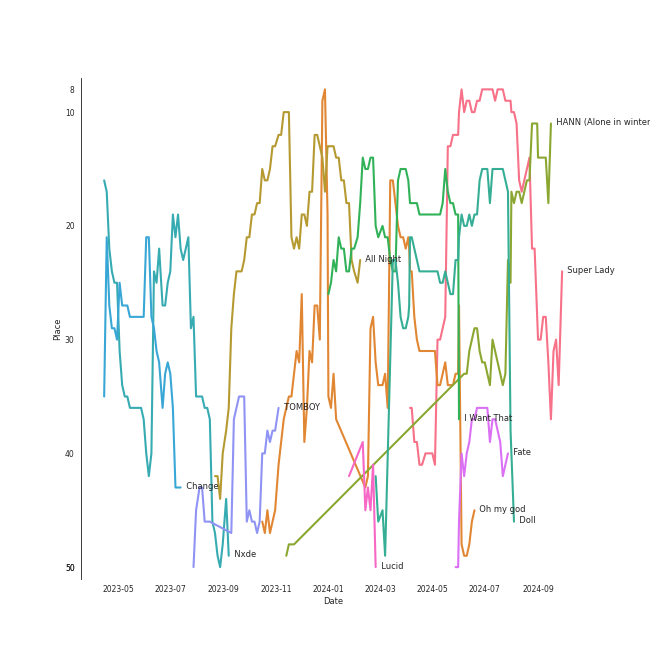 8
10
HANN (Alone in winter
20
All Night
Super Lady
Place
30
TOMBOY
I Want That
40
Fate
Change
Oh my god
Doll
Nxde
50
Lucid
2023-05 2023-07 2023-09 2023-11 2024-01 2024-03 2024-05 2024-07 2024-09
Date